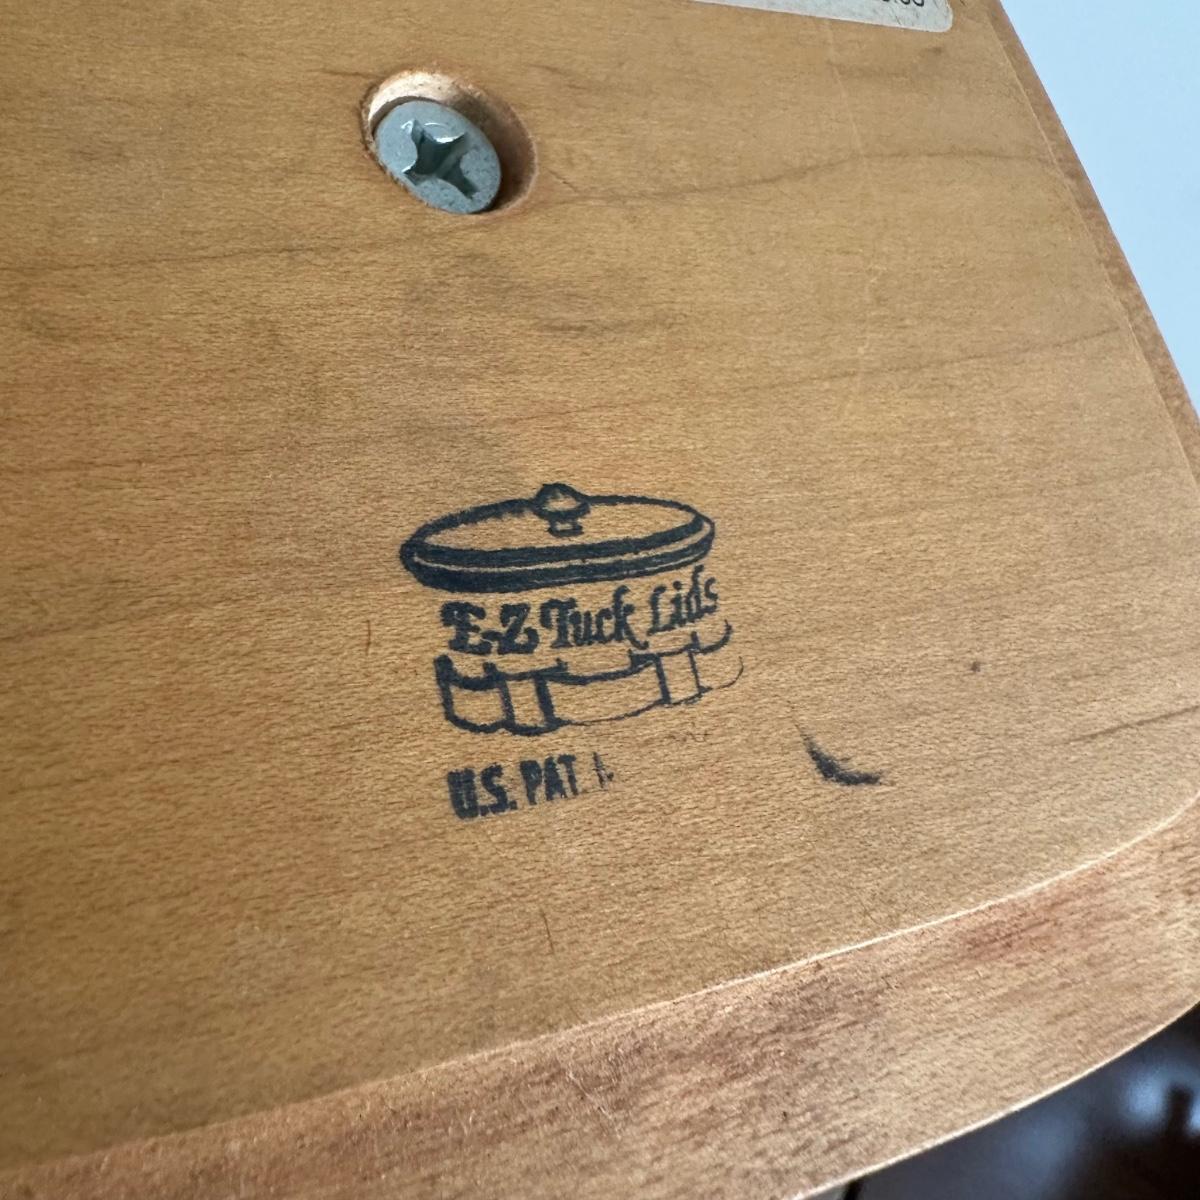 E-Z Tuck Lids
U.S. PAT